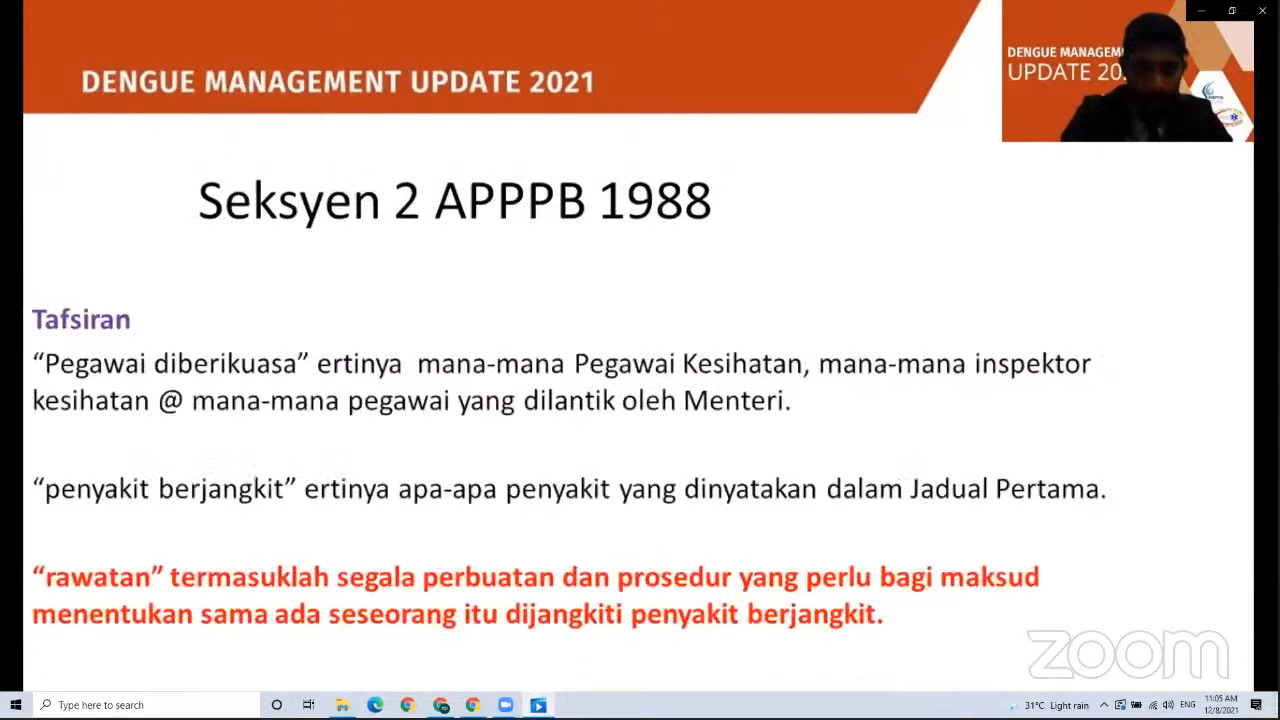 DENGUE MANAGEMENT UPDATE 2021
DENGUE MANAGEM
UPDATE 20
Seksyen 2 APPPB 1988
Tafsiran
“Pegawai diberikuasa” ertinya mana-mana Pegawai Kesihatan, mana-mana inspektor
kesihatan @ mana-mana pegawai yang dilantik oleh Menteri.
“penyakit berjangkit” ertinya apa-apa penyakit yang dinyatakan dalam Jadual Pertama.
“rawatan” termasuklah segala perbuatan dan prosedur yang perlu bagi maksud
menentukan sama ada seseorang itu dijangkiti penyakit berjangkit.
zoom
Type here to search
31°C Light rain
ENG
11:05 AM
12/8/2021